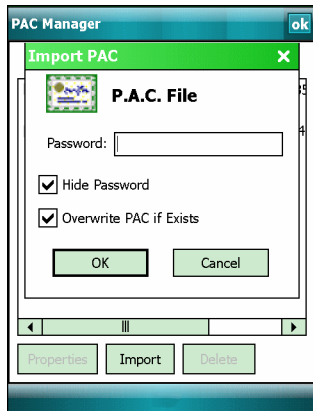 PAC Manager ok
Import PAC
P.A.C. File
Password:
Hide Password
Overwrite PAC if Exists
OK Cancel
Properties Import Delete